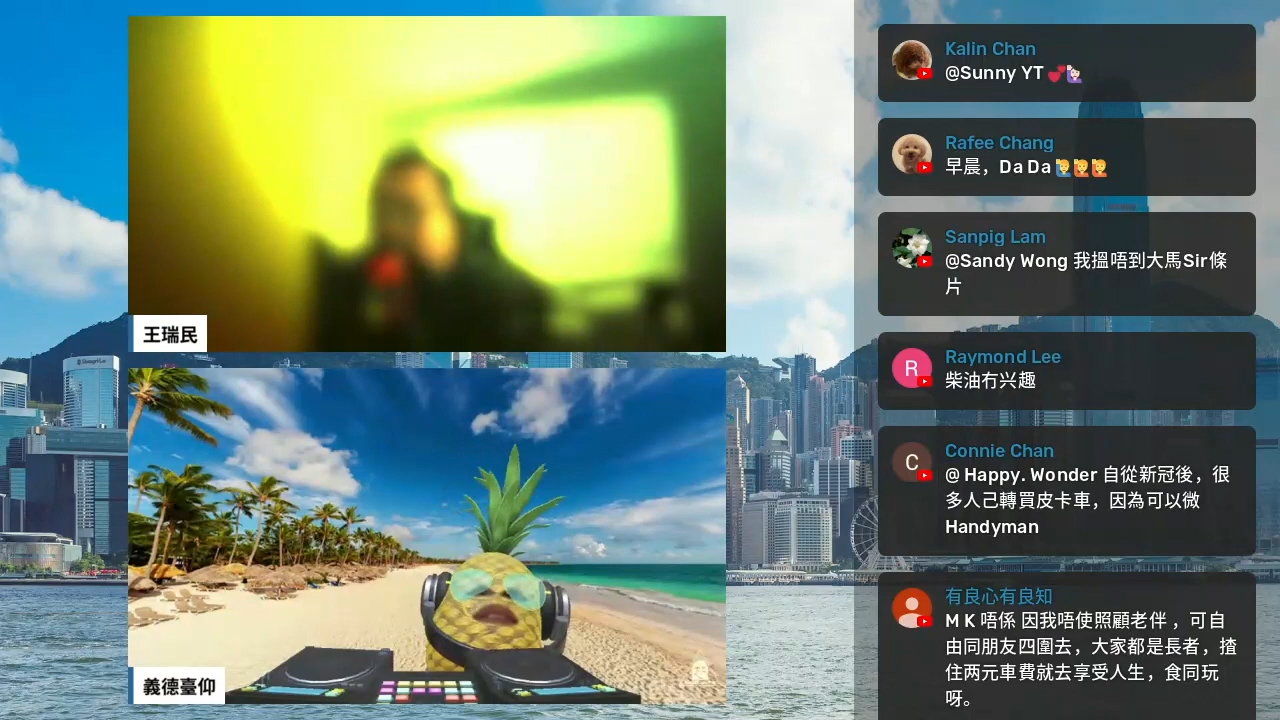 王瑞民
義德臺仰
Kalin Chan
@Sunny YT 💕🙋🏻‍♀️
Rafee Chang
早晨，Da Da 🙋‍♂️🙋🙋
Sanpig Lam
@Sandy Wong 我搵唔到大馬Sir條
片
Raymond Lee
柴油冇兴趣
Connie Chan
@ Happy. Wonder 自從新冠後，很
多人己轉買皮卡車，因為可以微
Handyman
有良心有良知
M K 唔係 因我唔使照顧老伴 ，可自
由同朋友四圍去，大家都是長者，揸
住两元車費就去享受人生，食同玩
呀。
R
C
Shangri-La